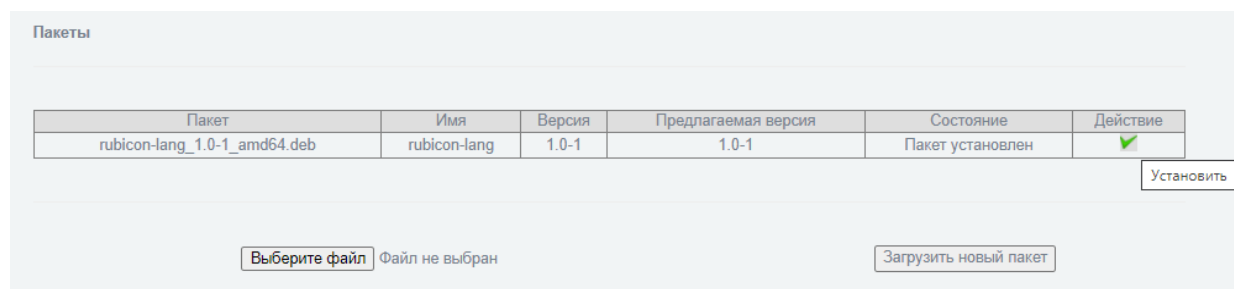 Пакеты
Пакет Имя Версия Предлагаемая версия Состояние Действие
rubicon-lang_1.0-1_amd64.deb rubicon-lang 1.0-1 1.0-1 Пакет установлен
Установить
Выберите файл Файл не выбран Загрузить новый пакет